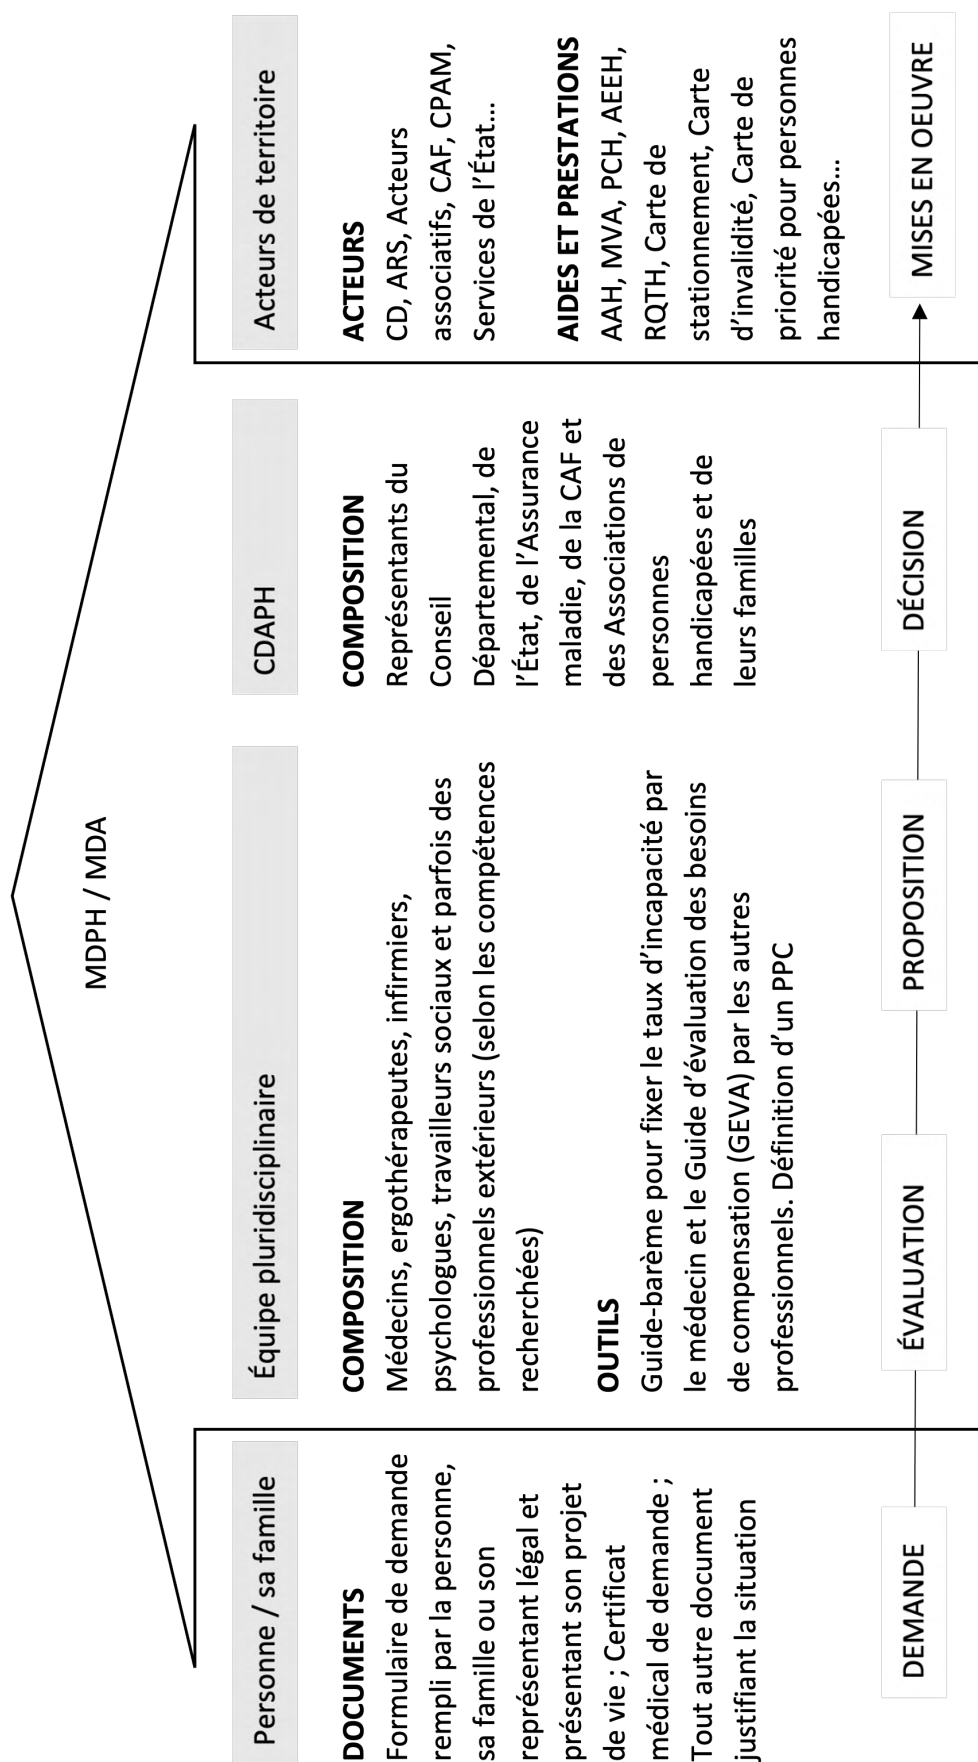 MDPH / MDA
Personne / sa famille
DOCUMENTS
Formulaire de demande
rempli par la personne,
sa famille ou son
représentant légal et
présentant son projet
de vie ; Certificat
médical de demande ;
Tout autre document
justifiant la situation
Équipe pluridisciplinaire
COMPOSITION
Médecins, ergothérapeutes, infirmiers,
psychologues, travailleurs sociaux et parfois des
professionnels extérieurs (selon les compétences
recherchées)
OUTILS
Guide-barème pour fixer le taux d'incapacité par
le médecin et le Guide d'évaluation des besoins
de compensation (GEVA) par les autres
professionnels. Définition d'un PPC
CDAPH
COMPOSITION
Représentants du
Conseil
Départemental, de
l'État, de l'Assurance
maladie, de la CAF et
des Associations de
personnes
handicapées et de
leurs familles
Acteurs de territoire
ACTEURS
CD, ARS, Acteurs
associatifs, CAF, CPAM,
Services de l'État...
AIDES ET PRESTATIONS
AAH, MVA, PCH, AEEH,
RQTH, Carte de
stationnement, Carte
d'invalidité, Carte de
priorité pour personnes
handicapées...
DEMANDE
ÉVALUATION
PROPOSITION
DÉCISION
MISES EN OEUVRE